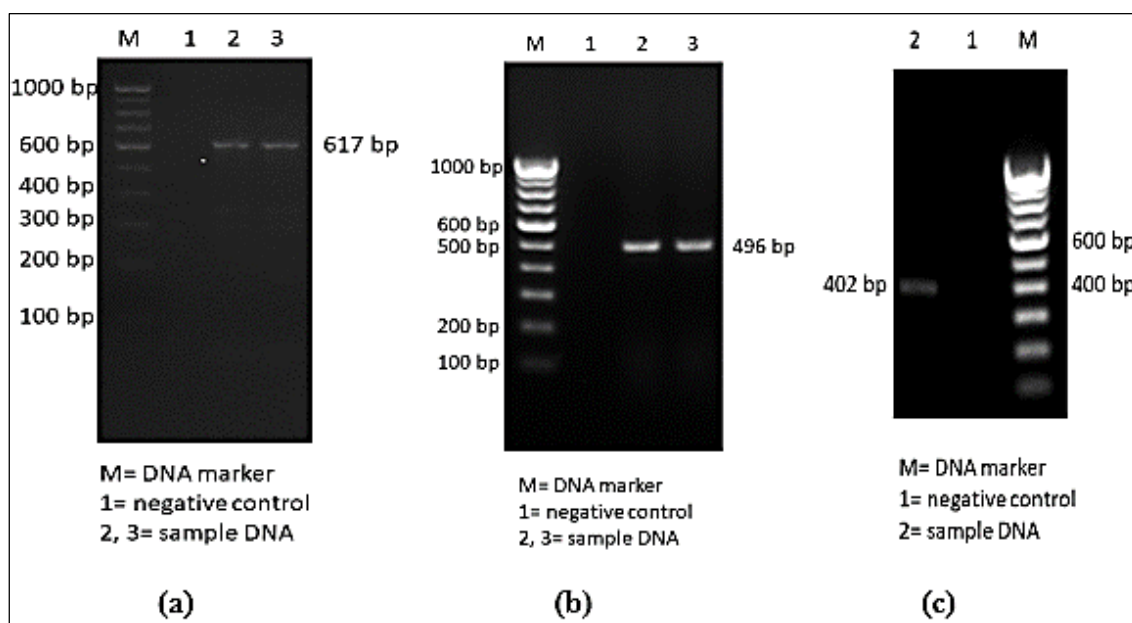 M 1 2 3
1000 bp
600 bp
400 bp
300 bp
200 bp
100 bp
617 bp
M= DNA marker
1= negative control
2, 3= sample DNA
(a)
M 1 2 3
1000 bp
600 bp
500 bp
200 bp
100 bp
496 bp
M= DNA marker
1= negative control
2, 3= sample DNA
(b)
2 1 M
402 bp
600 bp
400 bp
M= DNA marker
1= negative control
2= sample DNA
(c)